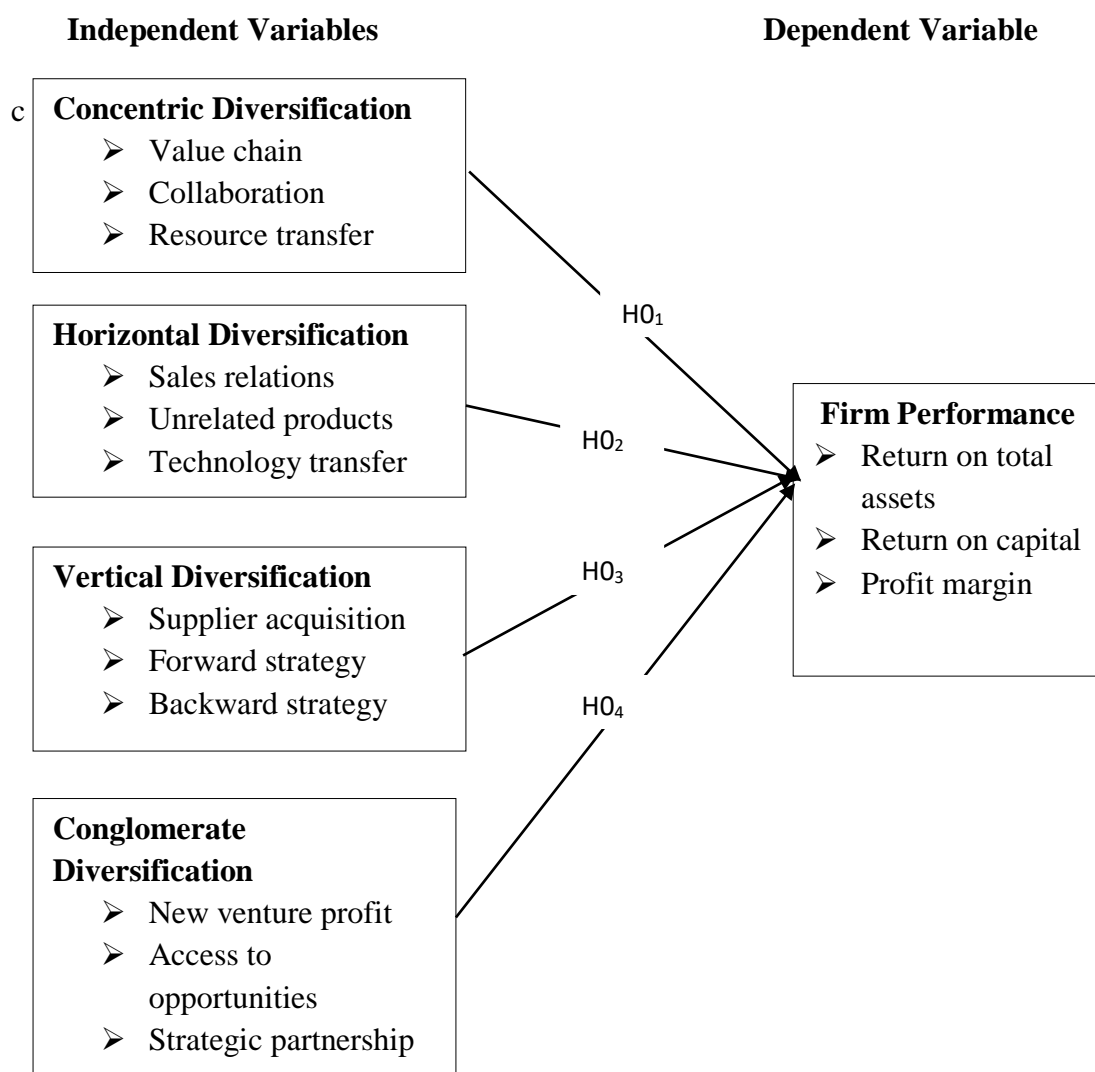 Independent Variables
Dependent Variable
c
Concentric Diversification
➢ Value chain
➢ Collaboration
➢ Resource transfer
H0₁
Horizontal Diversification
➢ Sales relations
➢ Unrelated products
➢ Technology transfer
H0₂
Firm Performance
➢ Return on total
assets
➢ Return on capital
➢ Profit margin
Vertical Diversification
➢ Supplier acquisition
➢ Forward strategy
➢ Backward strategy
H0₃
H0₄
Conglomerate
Diversification
➢ New venture profit
➢ Access to
opportunities
➢ Strategic partnership